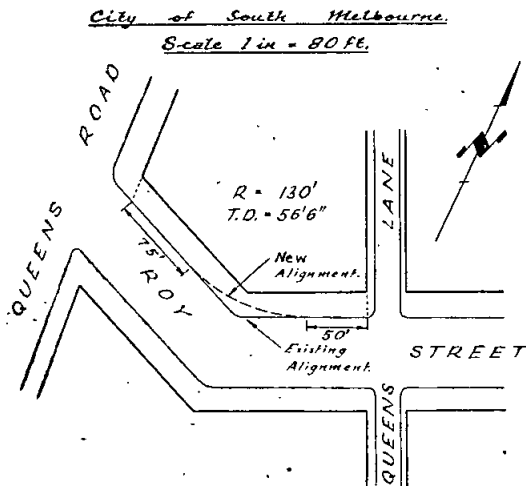 City of South Melbourne.
Scale 1 in = 80 ft.
ROAD
QUEENS
R = 130'
T.D. = 56'6"
LANE
N
75'
ROY
New
Alignment.
50'
Existing
Alignment.
STREET
QUEENS